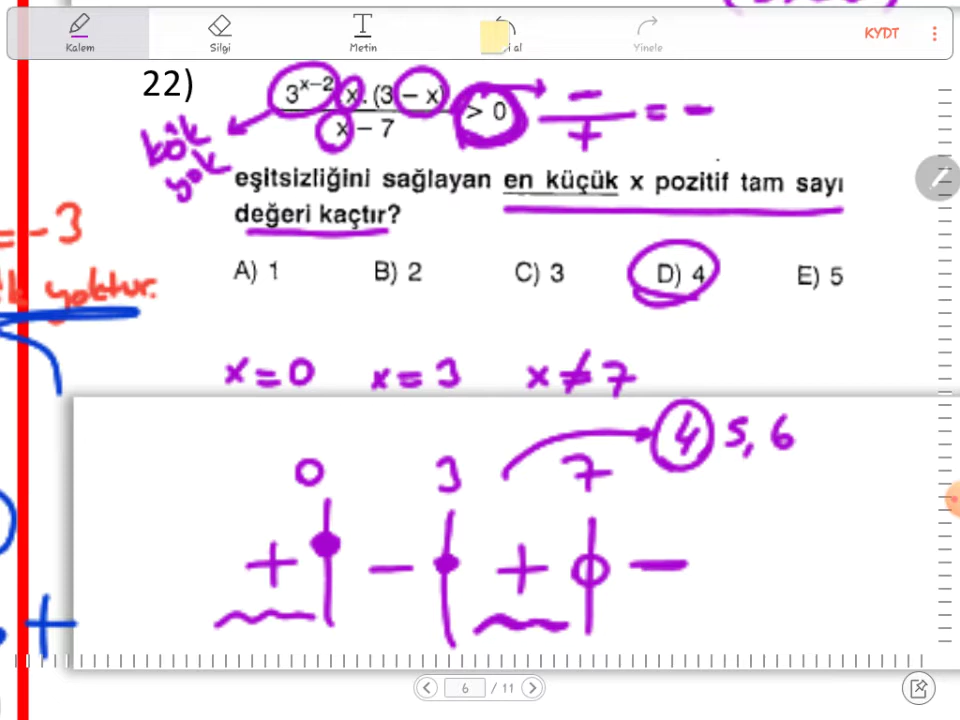 Kalem Silgi Metin al Yinele KYDT
22) 3^{x-2} x. (3 - x) / x - 7 > 0 - / + = -
kök yok
eşitsizliğini sağlayan en küçük x pozitif tam sayı
değeri kaçtır?
= -3
yoktur.
A) 1 B) 2 C) 3 D) 4 E) 5
x = 0 x = 3 x ≠ 7
4 5, 6
0 3 7
+ - + -
+
6 / 11